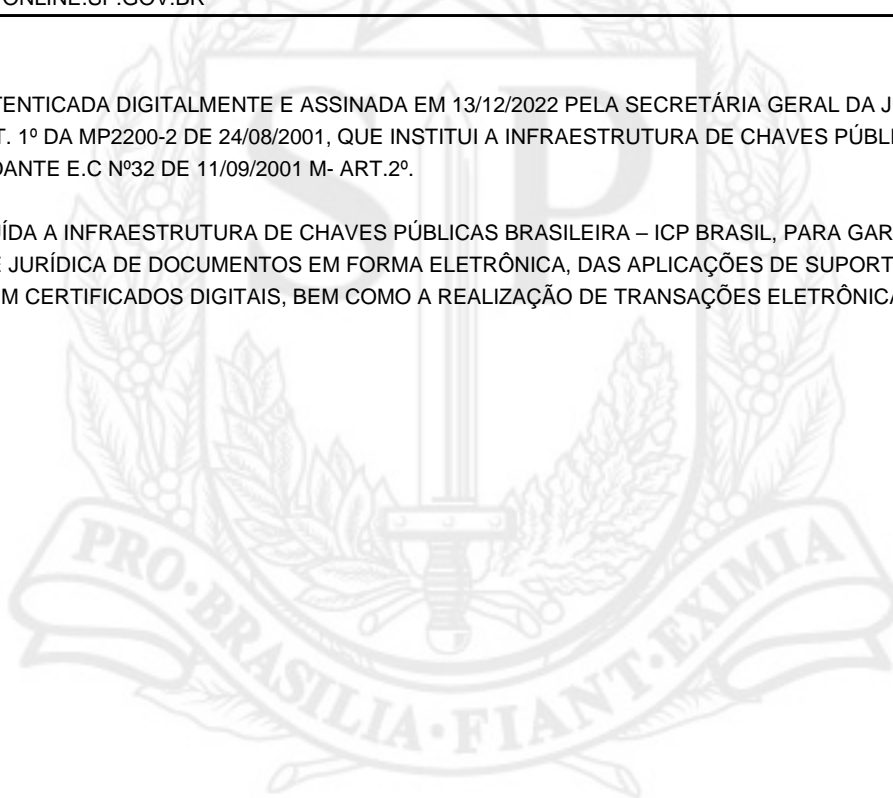 ONLINE.SP.GOV.BR
TENTICADA DIGITALMENTE E ASSINADA EM 13/12/2022 PELA SECRETÁRIA GERAL DA J
T. 1º DA MP2200-2 DE 24/08/2001, QUE INSTITUI A INFRAESTRUTURA DE CHAVES PÚBLI
DANTE E.C Nº32 DE 11/09/2001 M- ART.2º.
ÍDA A INFRAESTRUTURA DE CHAVES PÚBLICAS BRASILEIRA – ICP BRASIL, PARA GAR
E JURÍDICA DE DOCUMENTOS EM FORMA ELETRÔNICA, DAS APLICAÇÕES DE SUPORT
M CERTIFICADOS DIGITAIS, BEM COMO A REALIZAÇÃO DE TRANSAÇÕES ELETRÔNICA
SP
PRO·BRASILIA·FIANT·EXIMIA